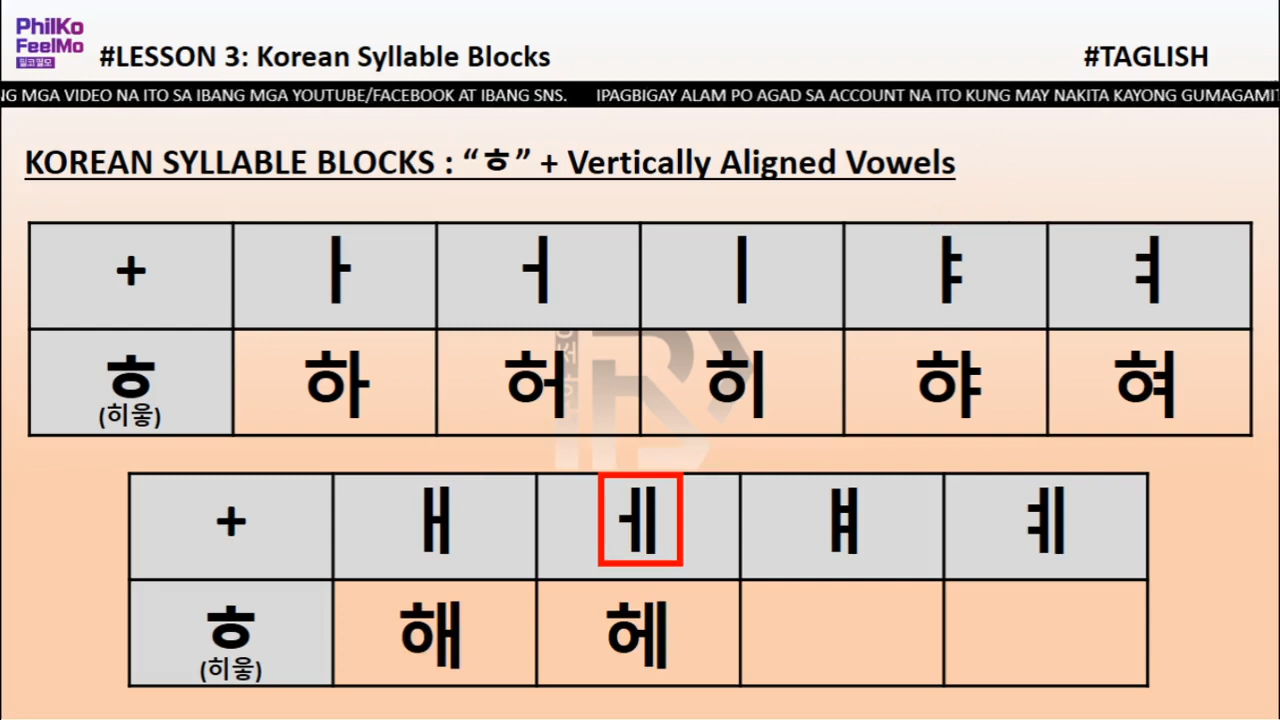 PhilKo
FeelMo
필코필모
#LESSON 3: Korean Syllable Blocks
#TAGLISH
NG MGA VIDEO NA ITO SA IBANG MGA YOUTUBE/FACEBOOK AT IBANG SNS. IPAGBIGAY ALAM PO AGAD SA ACCOUNT NA ITO KUNG MAY NAKITA KAYONG GUMAGAMIT
KOREAN SYLLABLE BLOCKS : “ㅎ” + Vertically Aligned Vowels
+ ㅏ ㅓ ㅣ ㅑ ㅕ
ㅎ 하 허 히 햐 혀
(히읗)
+ ㅐ ㅔ ㅒ ㅖ
ㅎ 해 헤
(히읗)